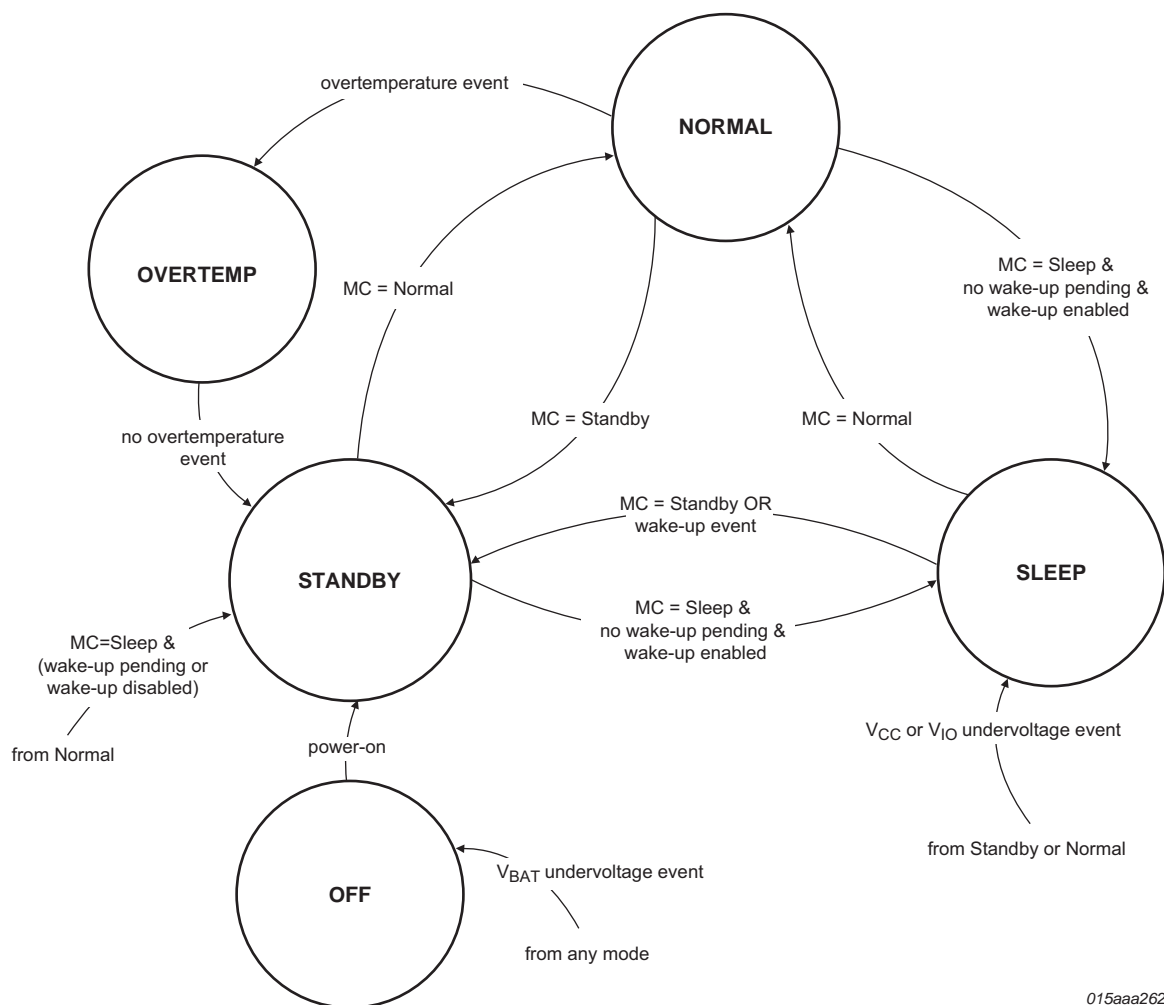 overtemperature event
NORMAL
OVERTEMP
MC = Normal
MC = Sleep &
no wake-up pending &
wake-up enabled
MC = Standby
MC = Normal
no overtemperature
event
MC = Standby OR
wake-up event
STANDBY
SLEEP
MC = Sleep &
no wake-up pending &
wake-up enabled
MC=Sleep &
(wake-up pending or
wake-up disabled)
from Normal
power-on
VCC or VIO undervoltage event
from Standby or Normal
OFF
VBAT undervoltage event
from any mode
015aaa262